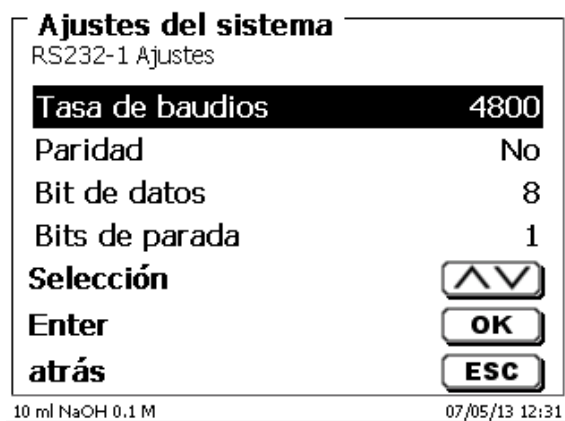 Ajustes del sistema
RS232-1 Ajustes
Tasa de baudios 4800
Paridad No
Bit de datos 8
Bits de parada 1
Selección
Enter OK
atrás ESC
10 ml NaOH 0.1 M 07/05/13 12:31